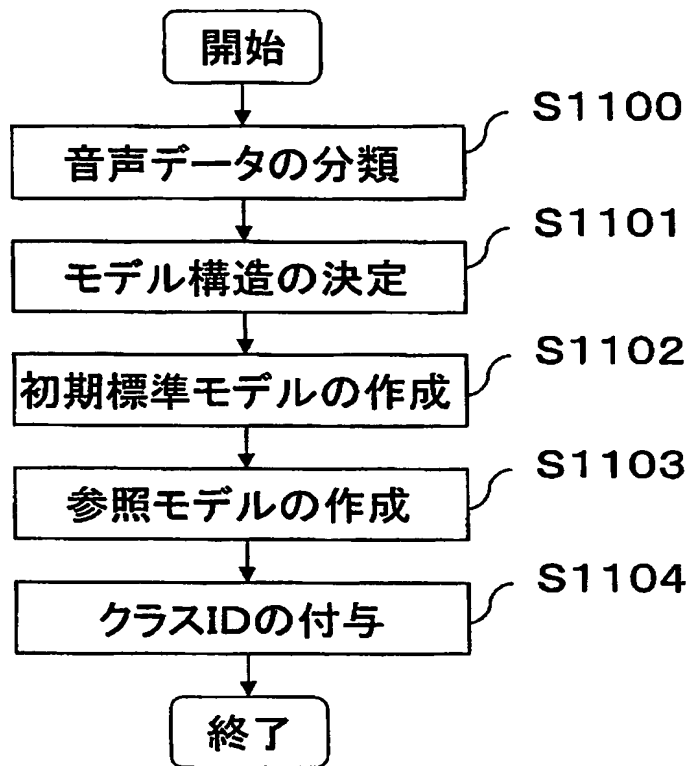 開始
S1100
音声データの分類
S1101
モデル構造の決定
S1102
初期標準モデルの作成
S1103
参照モデルの作成
S1104
クラスIDの付与
終了